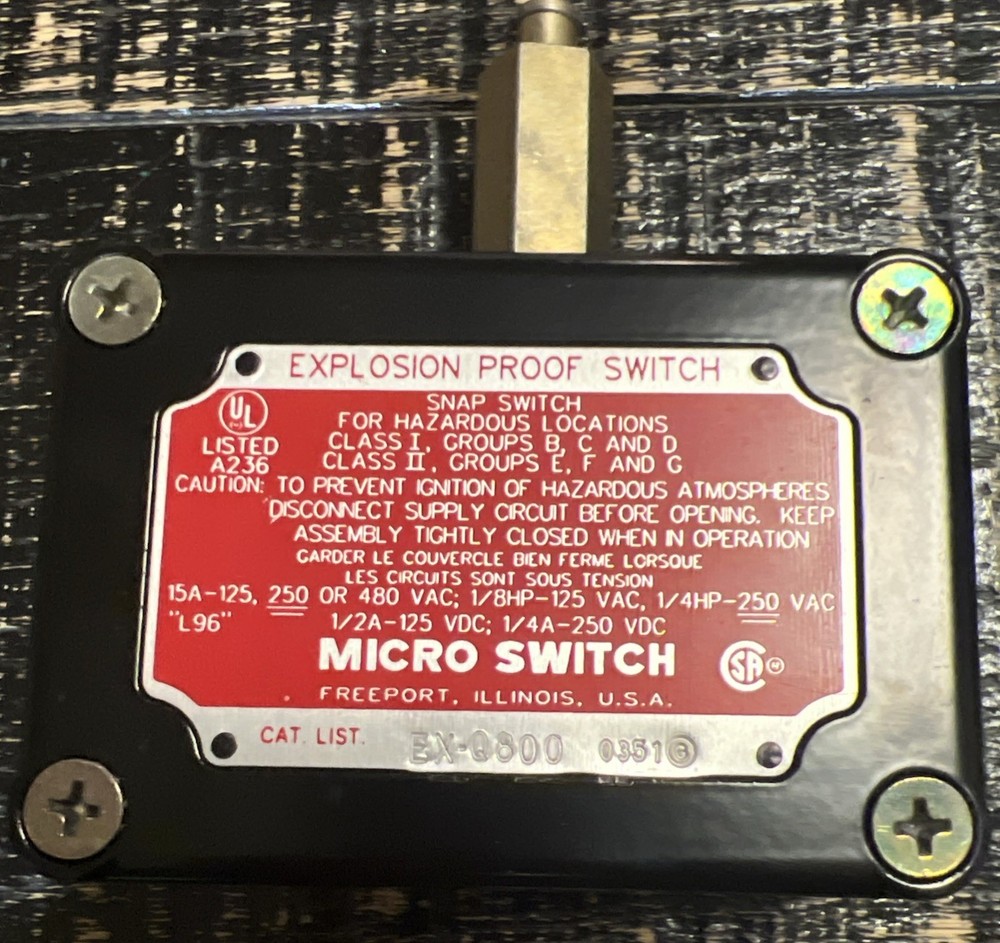 EXPLOSION PROOF SWITCH
UL
LISTED
A236
SNAP SWITCH
FOR HAZARDOUS LOCATIONS
CLASS I, GROUPS B, C AND D
CLASS II, GROUPS E, F AND G
CAUTION: TO PREVENT IGNITION OF HAZARDOUS ATMOSPHERES
DISCONNECT SUPPLY CIRCUIT BEFORE OPENING. KEEP
ASSEMBLY TIGHTLY CLOSED WHEN IN OPERATION
GARDER LE COUVERCLE BIEN FERME LORSQUE
LES CIRCUITS SONT SOUS TENSION
15A-125, 250 OR 480 VAC; 1/8HP-125 VAC, 1/4HP-250 VAC
"L96" 1/2A-125 VDC; 1/4A-250 VDC
MICRO SWITCH
SA
FREEPORT, ILLINOIS, U.S.A.
CAT. LIST. EX-Q800 0351